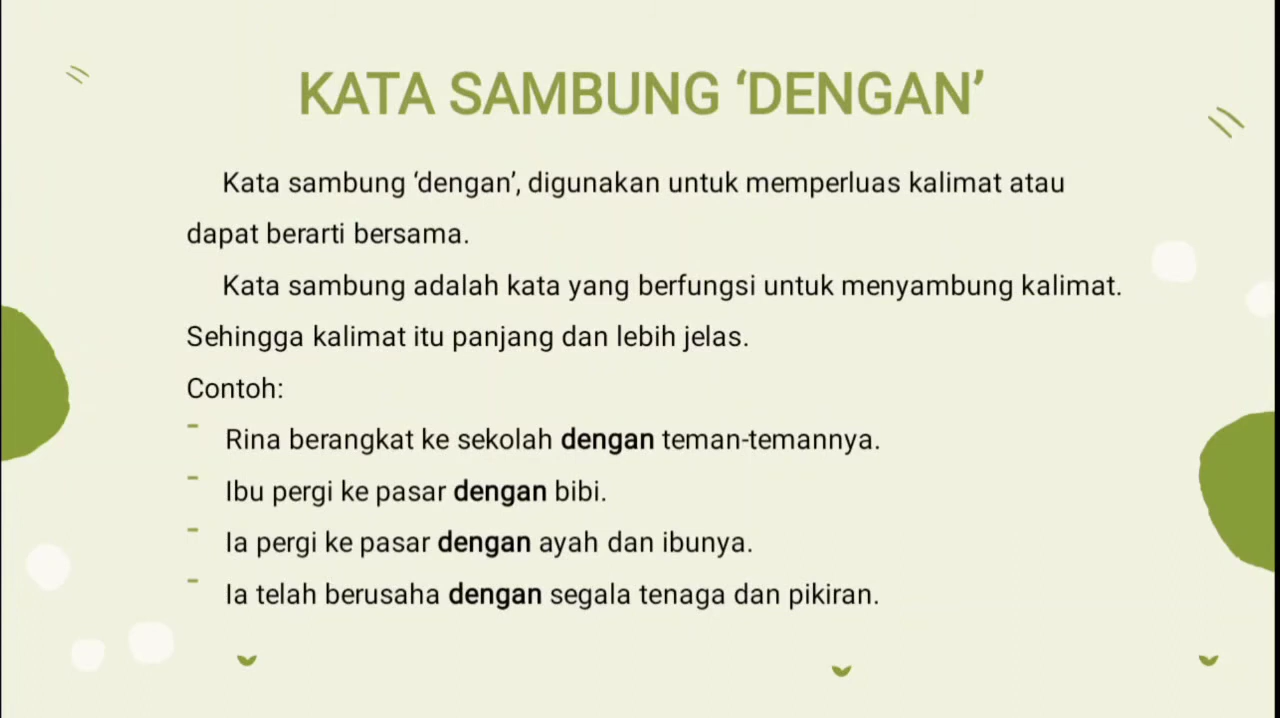 KATA SAMBUNG ‘DENGAN’
Kata sambung ‘dengan’, digunakan untuk memperluas kalimat atau
dapat berarti bersama.
Kata sambung adalah kata yang berfungsi untuk menyambung kalimat.
Sehingga kalimat itu panjang dan lebih jelas.
Contoh:
- Rina berangkat ke sekolah dengan teman-temannya.
- Ibu pergi ke pasar dengan bibi.
- Ia pergi ke pasar dengan ayah dan ibunya.
- Ia telah berusaha dengan segala tenaga dan pikiran.